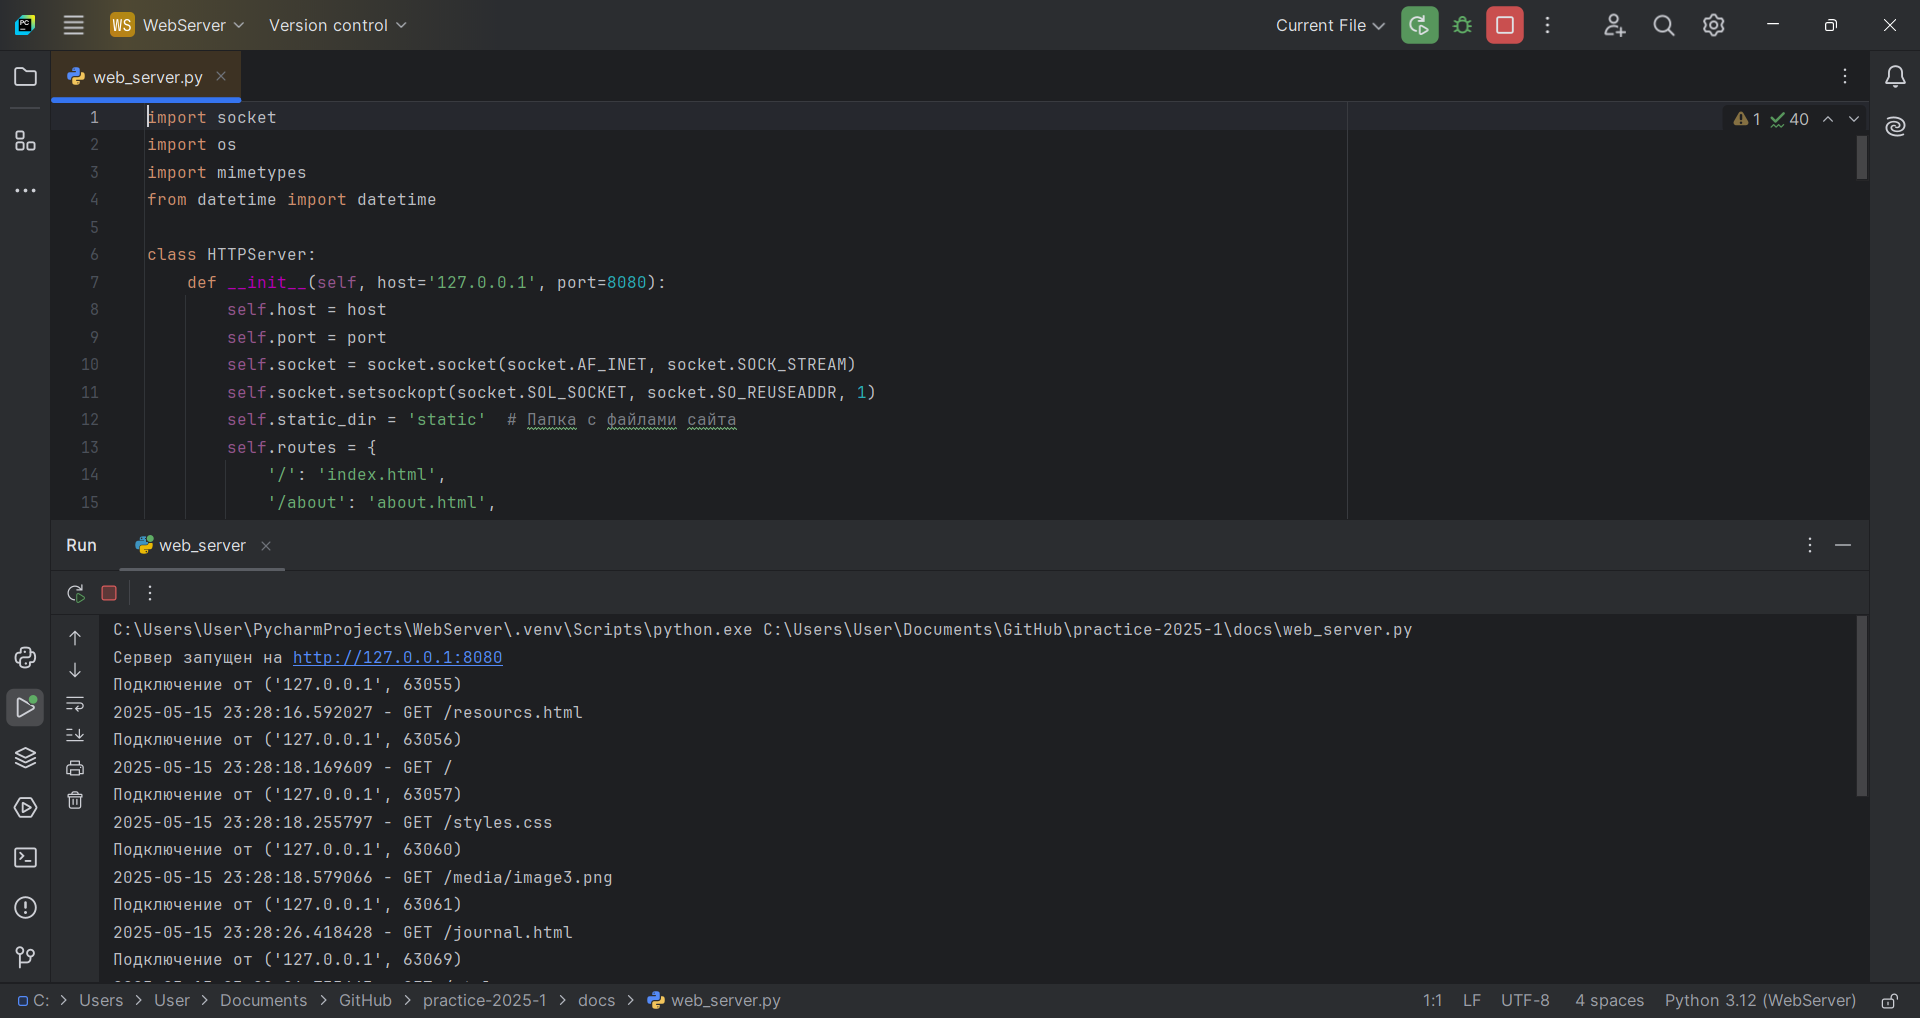 WS WebServer Version control Current File
web_server.py
1 import socket 1 40
2 import os
3 import mimetypes
4 from datetime import datetime
5
6 class HTTPServer:
7 def __init__(self, host='127.0.0.1', port=8080):
8 self.host = host
9 self.port = port
10 self.socket = socket.socket(socket.AF_INET, socket.SOCK_STREAM)
11 self.socket.setsockopt(socket.SOL_SOCKET, socket.SO_REUSEADDR, 1)
12 self.static_dir = 'static' # Папка с файлами сайта
13 self.routes = {
14 '/': 'index.html',
15 '/about': 'about.html',
Run web_server
C:\Users\User\PycharmProjects\WebServer\.venv\Scripts\python.exe C:\Users\User\Documents\GitHub\practice-2025-1\docs\web_server.py
Сервер запущен на http://127.0.0.1:8080
Подключение от ('127.0.0.1', 63055)
2025-05-15 23:28:16.592027 - GET /resourcs.html
Подключение от ('127.0.0.1', 63056)
2025-05-15 23:28:18.169609 - GET /
Подключение от ('127.0.0.1', 63057)
2025-05-15 23:28:18.255797 - GET /styles.css
Подключение от ('127.0.0.1', 63060)
2025-05-15 23:28:18.579066 - GET /media/image3.png
Подключение от ('127.0.0.1', 63061)
2025-05-15 23:28:26.418428 - GET /journal.html
Подключение от ('127.0.0.1', 63069)
C: > Users > User > Documents > GitHub > practice-2025-1 > docs > web_server.py 1:1 LF UTF-8 4 spaces Python 3.12 (WebServer)